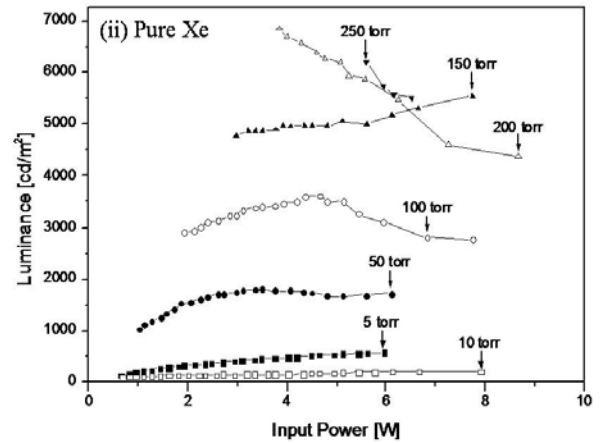 (ii) Pure Xe
7000
6000
5000
4000
3000
2000
1000
0
Luminance [cd/m²]
250 torr
150 torr
200 torr
100 torr
50 torr
5 torr
10 torr
0 2 4 6 8 10
Input Power [W]